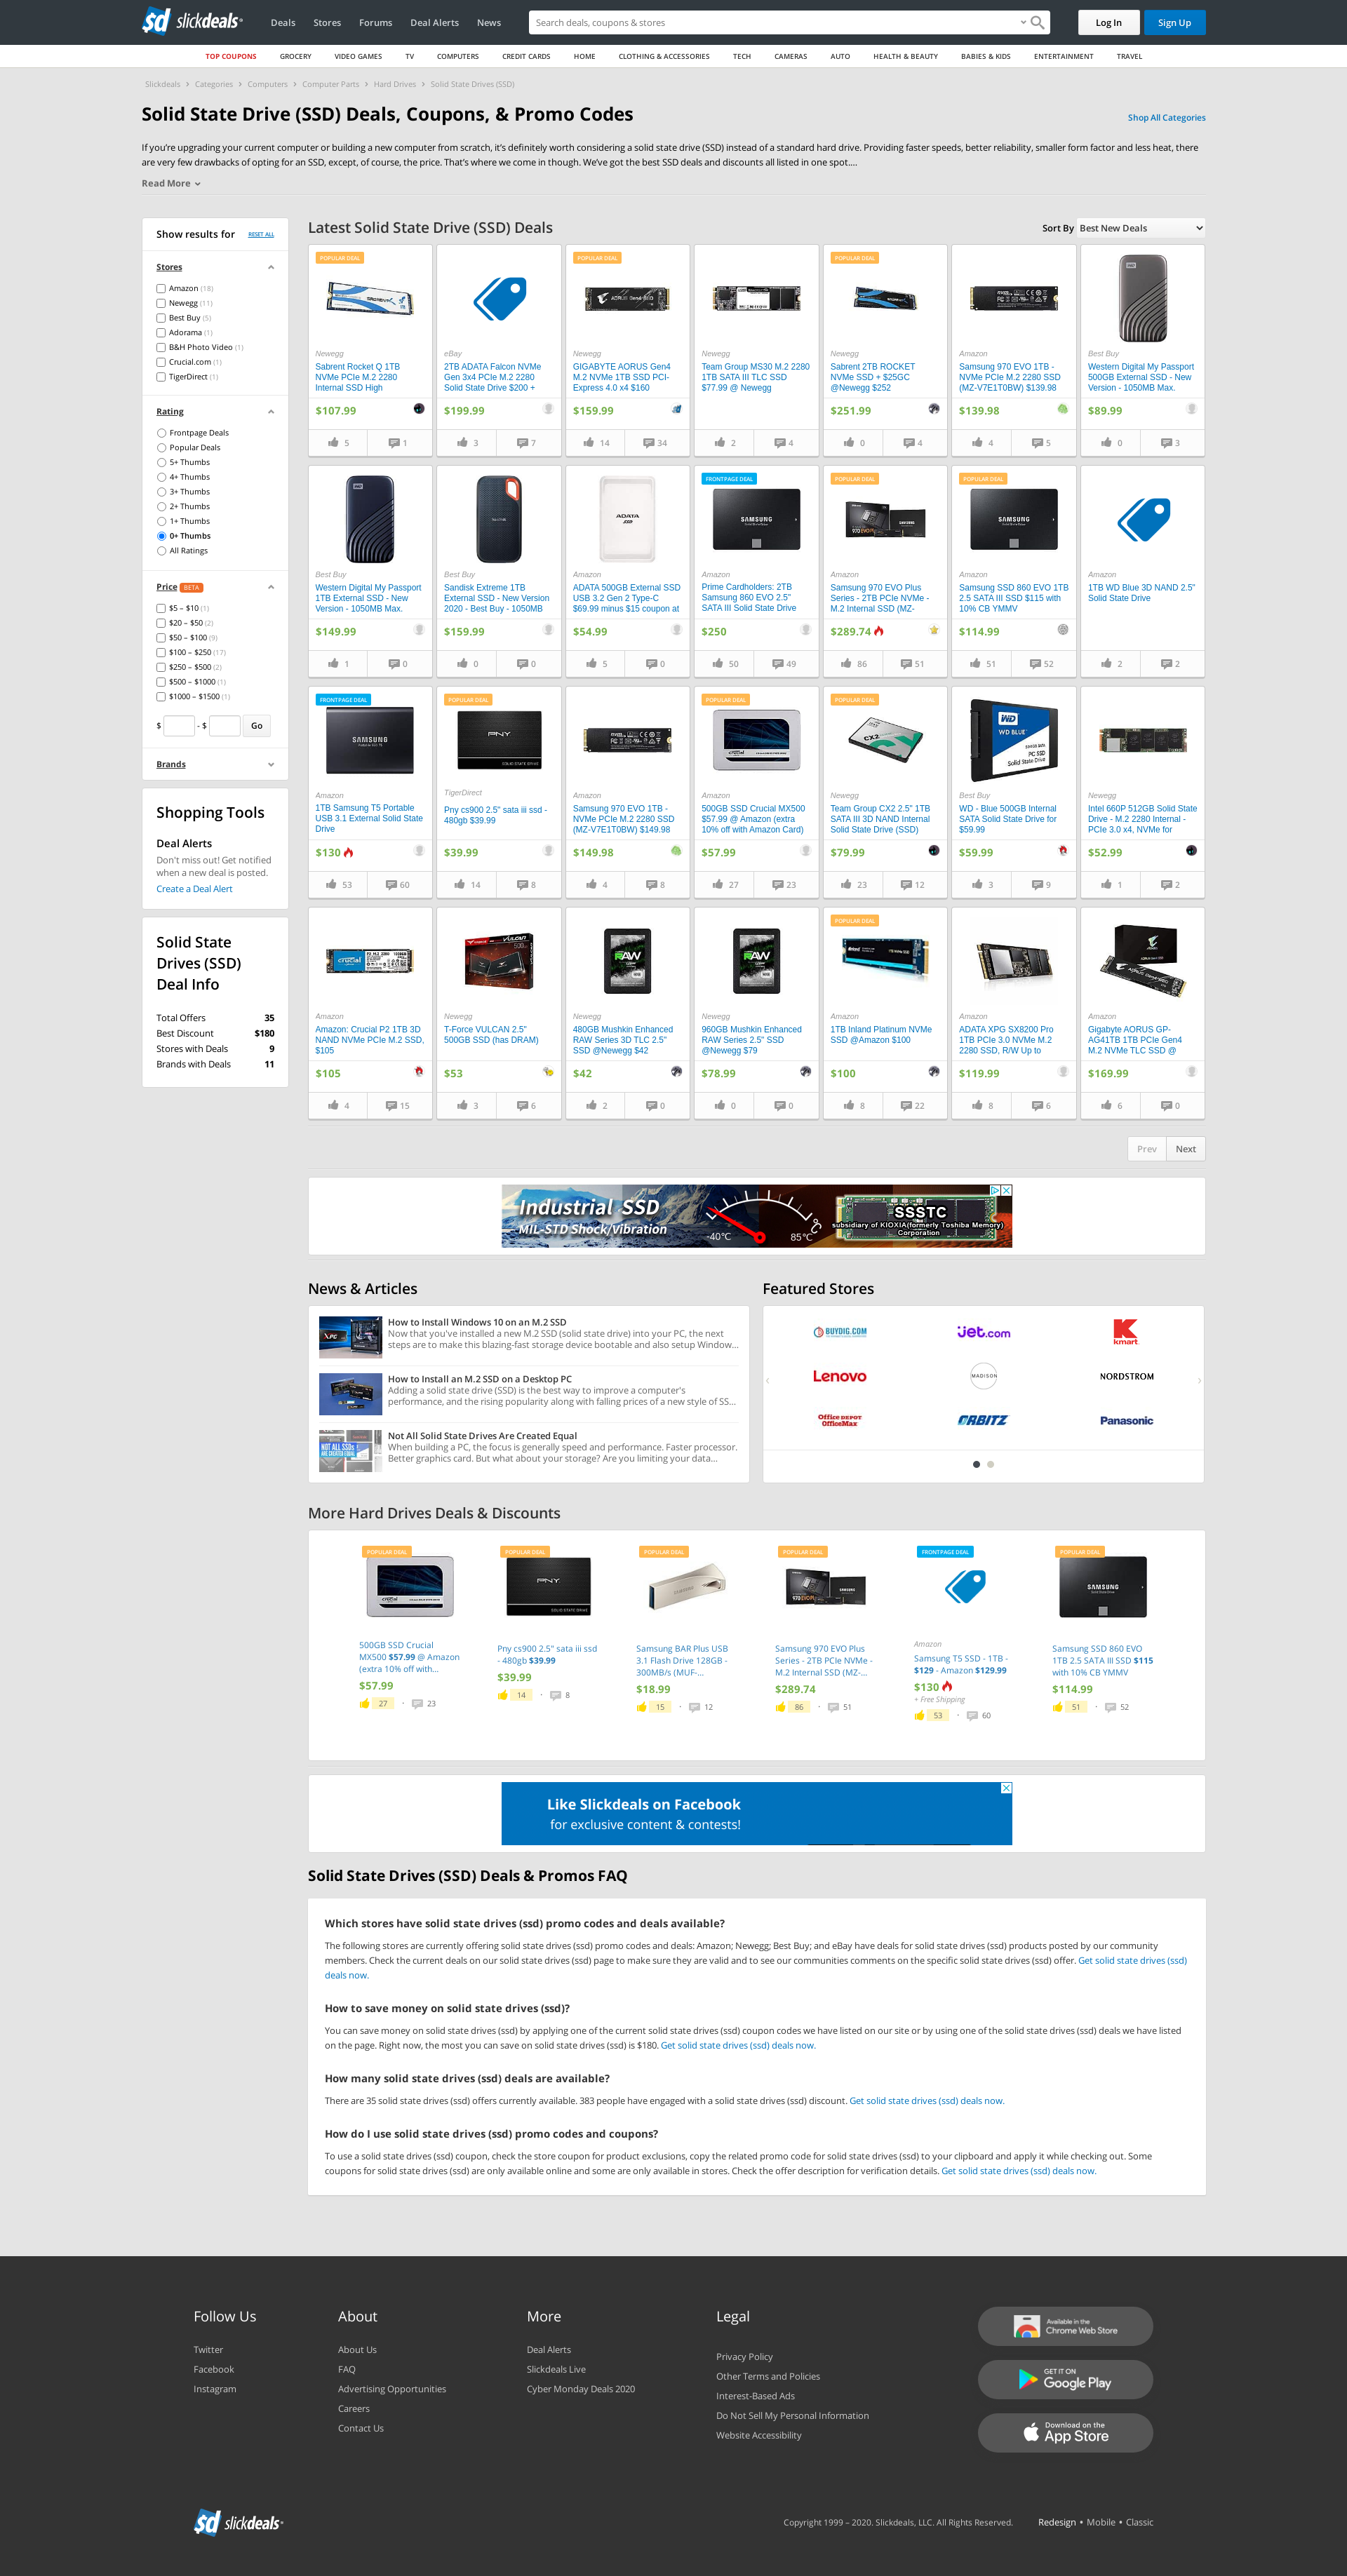 slickdeals
Deals
Stores
Forums
Deal Alerts
News
Search deals, coupons & stores
Log In
Sign Up
TOP COUPONS
GROCERY
VIDEO GAMES
TV
COMPUTERS
CREDIT CARDS
HOME
CLOTHING & ACCESSORIES
TECH
CAMERAS
AUTO
HEALTH & BEAUTY
BABIES & KIDS
ENTERTAINMENT
TRAVEL
Slickdeals > Categories > Computers > Computer Parts > Hard Drives > Solid State Drives (SSD)
Solid State Drive (SSD) Deals, Coupons, & Promo Codes
Shop All Categories
If you’re upgrading your current computer or building a new computer from scratch, it’s definitely worth considering a solid state drive (SSD) instead of a standard hard drive. Providing faster speeds, better reliability, smaller form factor and less heat, there
are very few drawbacks of opting for an SSD, except, of course, the price. That’s where we come in though. We’ve got the best SSD deals and discounts all listed in one spot....
Read More
Show results for
RESET ALL
Stores
Amazon (18)
Newegg (11)
Best Buy (5)
Adorama (1)
B&H Photo Video (1)
Crucial.com (1)
TigerDirect (1)
Rating
Frontpage Deals
Popular Deals
5+ Thumbs
4+ Thumbs
3+ Thumbs
2+ Thumbs
1+ Thumbs
0+ Thumbs
All Ratings
Price BETA
$5 – $10 (1)
$20 – $50 (2)
$50 – $100 (9)
$100 – $250 (17)
$250 – $500 (2)
$500 – $1000 (1)
$1000 – $1500 (1)
$ - $ Go
Brands
Shopping Tools
Deal Alerts
Don't miss out! Get notified
when a new deal is posted.
Create a Deal Alert
Solid State
Drives (SSD)
Deal Info
Total Offers 35
Best Discount $180
Stores with Deals 9
Brands with Deals 11
Latest Solid State Drive (SSD) Deals
Sort By Best New Deals
POPULAR DEAL
Newegg
Sabrent Rocket Q 1TB
NVMe PCIe M.2 2280
Internal SSD High
$107.99
5 1
eBay
2TB ADATA Falcon NVMe
Gen 3x4 PCIe M.2 2280
Solid State Drive $200 +
$199.99
3 7
POPULAR DEAL
Newegg
GIGABYTE AORUS Gen4
M.2 NVMe 1TB SSD PCI-
Express 4.0 x4 $160
$159.99
14 34
Newegg
Team Group MS30 M.2 2280
1TB SATA III TLC SSD
$77.99 @ Newegg
2 4
POPULAR DEAL
Newegg
Sabrent 2TB ROCKET
NVMe SSD + $25GC
@Newegg $252
$251.99
0 4
Amazon
Samsung 970 EVO 1TB -
NVMe PCIe M.2 2280 SSD
(MZ-V7E1T0BW) $139.98
$139.98
4 5
Best Buy
Western Digital My Passport
500GB External SSD - New
Version - 1050MB Max.
$89.99
0 3
Best Buy
Western Digital My Passport
1TB External SSD - New
Version - 1050MB Max.
$149.99
1 0
Best Buy
Sandisk Extreme 1TB
External SSD - New Version
2020 - Best Buy - 1050MB
$159.99
0 0
ADATA
Amazon
ADATA 500GB External SSD
USB 3.2 Gen 2 Type-C
$69.99 minus $15 coupon at
$54.99
5 0
FRONTPAGE DEAL
SAMSUNG
Amazon
Prime Cardholders: 2TB
Samsung 860 EVO 2.5"
SATA III Solid State Drive
$250
50 49
POPULAR DEAL
Amazon
Samsung 970 EVO Plus
Series - 2TB PCIe NVMe -
M.2 Internal SSD (MZ-
$289.74
86 51
POPULAR DEAL
SAMSUNG
Amazon
Samsung SSD 860 EVO 1TB
2.5 SATA III SSD $115 with
10% CB YMMV
$114.99
51 52
Amazon
1TB WD Blue 3D NAND 2.5"
Solid State Drive
2 2
FRONTPAGE DEAL
SAMSUNG
Amazon
1TB Samsung T5 Portable
USB 3.1 External Solid State
Drive
$130
53 60
POPULAR DEAL
PNY
SOLID STATE DRIVE
TigerDirect
Pny cs900 2.5" sata iii ssd -
480gb $39.99
$39.99
14 8
Amazon
Samsung 970 EVO 1TB -
NVMe PCIe M.2 2280 SSD
(MZ-V7E1T0BW) $149.98
$149.98
4 8
POPULAR DEAL
crucial
Amazon
500GB SSD Crucial MX500
$57.99 @ Amazon (extra
10% off with Amazon Card)
$57.99
27 23
POPULAR DEAL
CX2
Newegg
Team Group CX2 2.5" 1TB
SATA III 3D NAND Internal
Solid State Drive (SSD)
$79.99
23 12
WD
WD BLUE
PC SSD
Solid State Drive
Best Buy
WD - Blue 500GB Internal
SATA Solid State Drive for
$59.99
$59.99
3 9
Newegg
Intel 660P 512GB Solid State
Drive - M.2 2280 Internal -
PCIe 3.0 x4, NVMe for
$52.99
1 2
crucial
Amazon
Amazon: Crucial P2 1TB 3D
NAND NVMe PCIe M.2 SSD,
$105
$105
4 15
VULCAN
Newegg
T-Force VULCAN 2.5"
500GB SSD (has DRAM)
$53
3 6
RAW
Newegg
480GB Mushkin Enhanced
RAW Series 3D TLC 2.5"
SSD @Newegg $42
$42
2 0
RAW
Newegg
960GB Mushkin Enhanced
RAW Series 2.5" SSD
@Newegg $79
$78.99
0 0
POPULAR DEAL
Amazon
1TB Inland Platinum NVMe
SSD @Amazon $100
$100
8 22
Amazon
ADATA XPG SX8200 Pro
1TB PCIe 3.0 NVMe M.2
2280 SSD, R/W Up to
$119.99
8 6
Amazon
Gigabyte AORUS GP-
AG41TB 1TB PCIe Gen4
M.2 NVMe TLC SSD @
$169.99
6 0
Prev
Next
Industrial SSD
MIL-STD Shock/Vibration
-40℃
85℃
℃
SSSTC
subsidiary of KIOXIA(formerly Toshiba Memory)
Corporation
News & Articles
How to Install Windows 10 on an M.2 SSD
Now that you've installed a new M.2 SSD (solid state drive) into your PC, the next
steps are to make this blazing-fast storage device bootable and also setup Window...
How to Install an M.2 SSD on a Desktop PC
Adding a solid state drive (SSD) is the best way to improve a computer's
performance, and the rising popularity along with falling prices of a new style of SS...
NOT ALL SSDs
ARE CREATED EQUAL
Not All Solid State Drives Are Created Equal
When building a PC, the focus is generally speed and performance. Faster processor.
Better graphics card. But what about your storage? Are you limiting your data...
Featured Stores
BUYDIG.COM
Jet.com
K
kmart
Lenovo
MADISON
NORDSTROM
Office DEPOT
OfficeMax
ORBITZ
Panasonic
More Hard Drives Deals & Discounts
POPULAR DEAL
crucial
500GB SSD Crucial
MX500 $57.99 @ Amazon
(extra 10% off with...
$57.99
27 · 23
POPULAR DEAL
PNY
SOLID STATE DRIVE
Pny cs900 2.5" sata iii ssd
- 480gb $39.99
$39.99
14 · 8
POPULAR DEAL
SAMSUNG
Samsung BAR Plus USB
3.1 Flash Drive 128GB -
300MB/s (MUF-...
$18.99
15 · 12
POPULAR DEAL
Samsung 970 EVO Plus
Series - 2TB PCIe NVMe -
M.2 Internal SSD (MZ-...
$289.74
86 · 51
FRONTPAGE DEAL
Amazon
Samsung T5 SSD - 1TB -
$129 - Amazon $129.99
$130
+ Free Shipping
53 · 60
POPULAR DEAL
SAMSUNG
Samsung SSD 860 EVO
1TB 2.5 SATA III SSD $115
with 10% CB YMMV
$114.99
51 · 52
Like Slickdeals on Facebook
for exclusive content & contests!
Solid State Drives (SSD) Deals & Promos FAQ
Which stores have solid state drives (ssd) promo codes and deals available?
The following stores are currently offering solid state drives (ssd) promo codes and deals: Amazon; Newegg; Best Buy; and eBay have deals for solid state drives (ssd) products posted by our community
members. Check the current deals on our solid state drives (ssd) page to make sure they are valid and to see our communities comments on the specific solid state drives (ssd) offer. Get solid state drives (ssd)
deals now.
How to save money on solid state drives (ssd)?
You can save money on solid state drives (ssd) by applying one of the current solid state drives (ssd) coupon codes we have listed on our site or by using one of the solid state drives (ssd) deals we have listed
on the page. Right now, the most you can save on solid state drives (ssd) is $180. Get solid state drives (ssd) deals now.
How many solid state drives (ssd) deals are available?
There are 35 solid state drives (ssd) offers currently available. 383 people have engaged with a solid state drives (ssd) discount. Get solid state drives (ssd) deals now.
How do I use solid state drives (ssd) promo codes and coupons?
To use a solid state drives (ssd) coupon, check the store coupon for product exclusions, copy the related promo code for solid state drives (ssd) to your clipboard and apply it while checking out. Some
coupons for solid state drives (ssd) are only available online and some are only available in stores. Check the offer description for verification details. Get solid state drives (ssd) deals now.
Follow Us
Twitter
Facebook
Instagram
About
About Us
FAQ
Advertising Opportunities
Careers
Contact Us
More
Deal Alerts
Slickdeals Live
Cyber Monday Deals 2020
Legal
Privacy Policy
Other Terms and Policies
Interest-Based Ads
Do Not Sell My Personal Information
Website Accessibility
Available in the
Chrome Web Store
GET IT ON
Google Play
Download on the
App Store
slickdeals
Copyright 1999 – 2020. Slickdeals, LLC. All Rights Reserved.
Redesign • Mobile • Classic